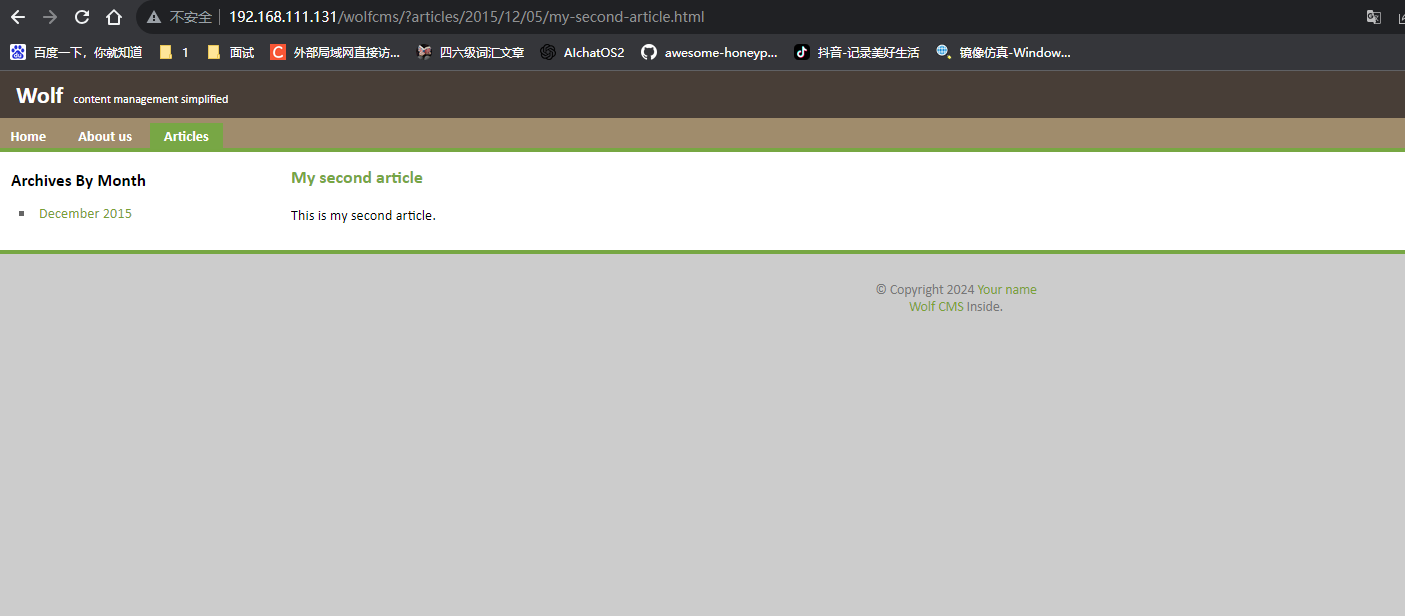 不安全 192.168.111.131/wolfcms/?articles/2015/12/05/my-second-article.html
百度一下，你就知道 1 面试 外部局域网直接访... 四六级词汇文章 AIchatOS2 awesome-honeyp... 抖音-记录美好生活 镜像仿真-Window...
Wolf content management simplified
Home About us Articles
Archives By Month
December 2015
My second article
This is my second article.
© Copyright 2024 Your name
Wolf CMS Inside.